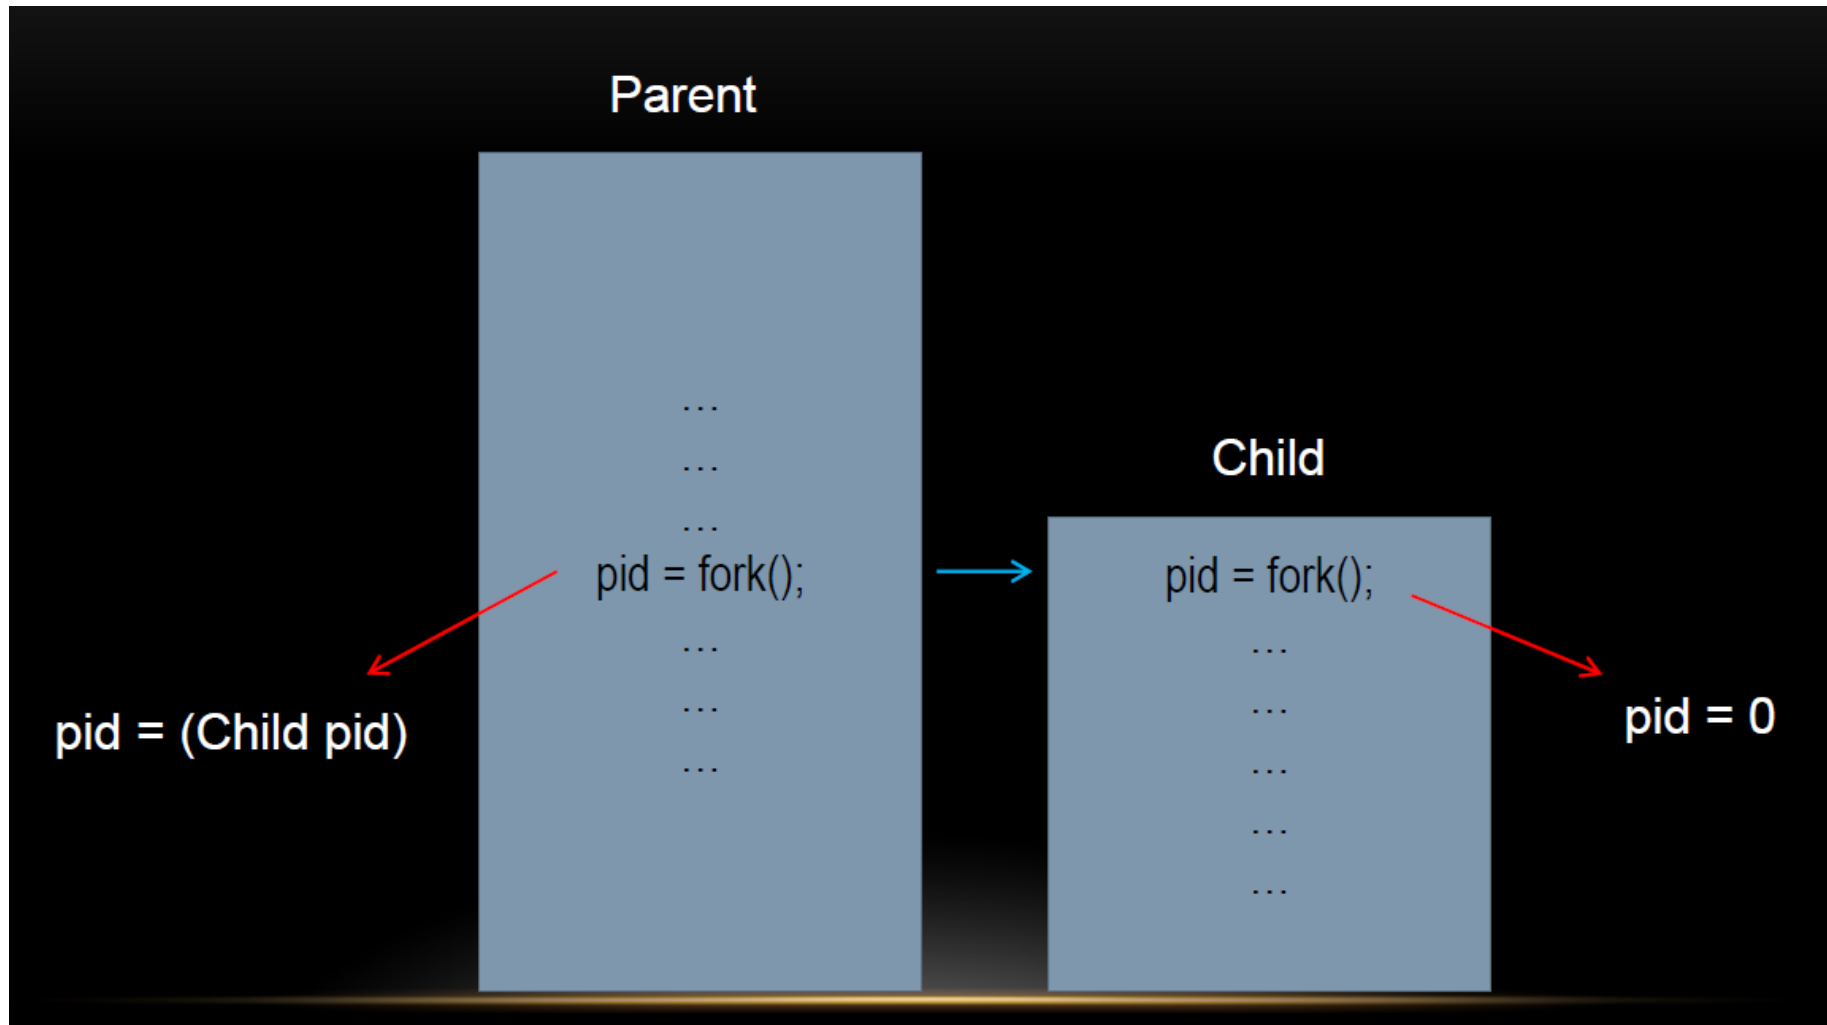 Parent
...
...
...
pid = fork();
...
...
...
pid = (Child pid)
Child
pid = fork();
...
...
...
...
...
pid = 0